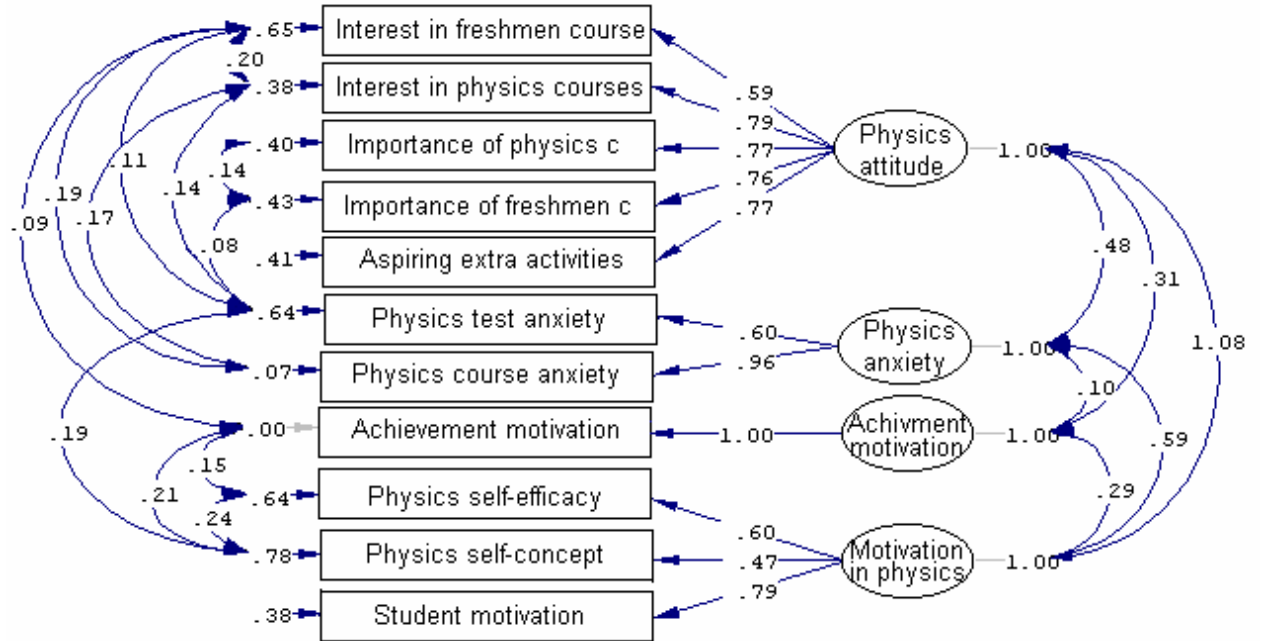 .65
Interest in freshmen course
.20
.38
Interest in physics courses
.59
.79
.40
Importance of physics c
.77
Physics
attitude
1.00
.11
.14
.14
.19
.76
.43
Importance of freshmen c
.77
.09
.17
.08
.48
.41
Aspiring extra activities
.31
.64
Physics test anxiety
.60
Physics
anxiety
1.00
1.08
.96
.07
Physics course anxiety
.10
.19
.00
Achievement motivation
1.00
Achivment
motivation
1.00
.59
.15
.21
.64
Physics self-efficacy
.29
.24
.60
.78
Physics self-concept
.47
Motivation
in physics
1.00
.79
.38
Student motivation